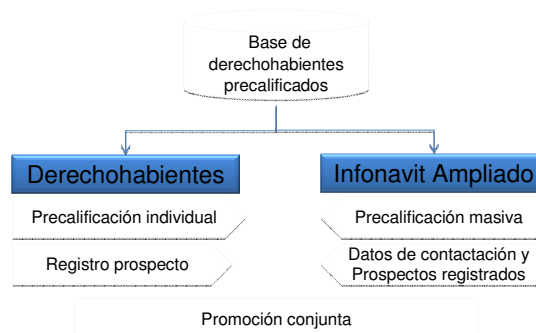 Base de
derechohabientes
precalificados
Derechohabientes
Infonavit Ampliado
Precalificación individual
Precalificación masiva
Registro prospecto
Datos de contactación y
Prospectos registrados
Promoción conjunta